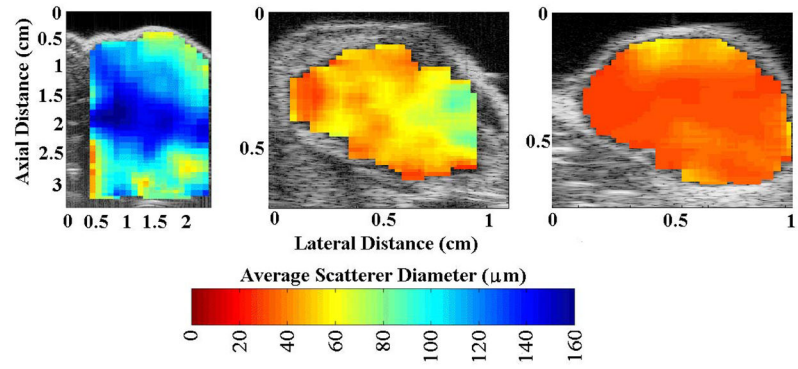 Axial Distance (cm)
0
0.5
1
1.5
2
2.5
3
0 0.5 1 1.5 2
0
0.5
0 0.5 1
0
0.5
0 0.5 1
Lateral Distance (cm)
Average Scatterer Diameter (μm)
0 20 40 60 80 100 120 140 160